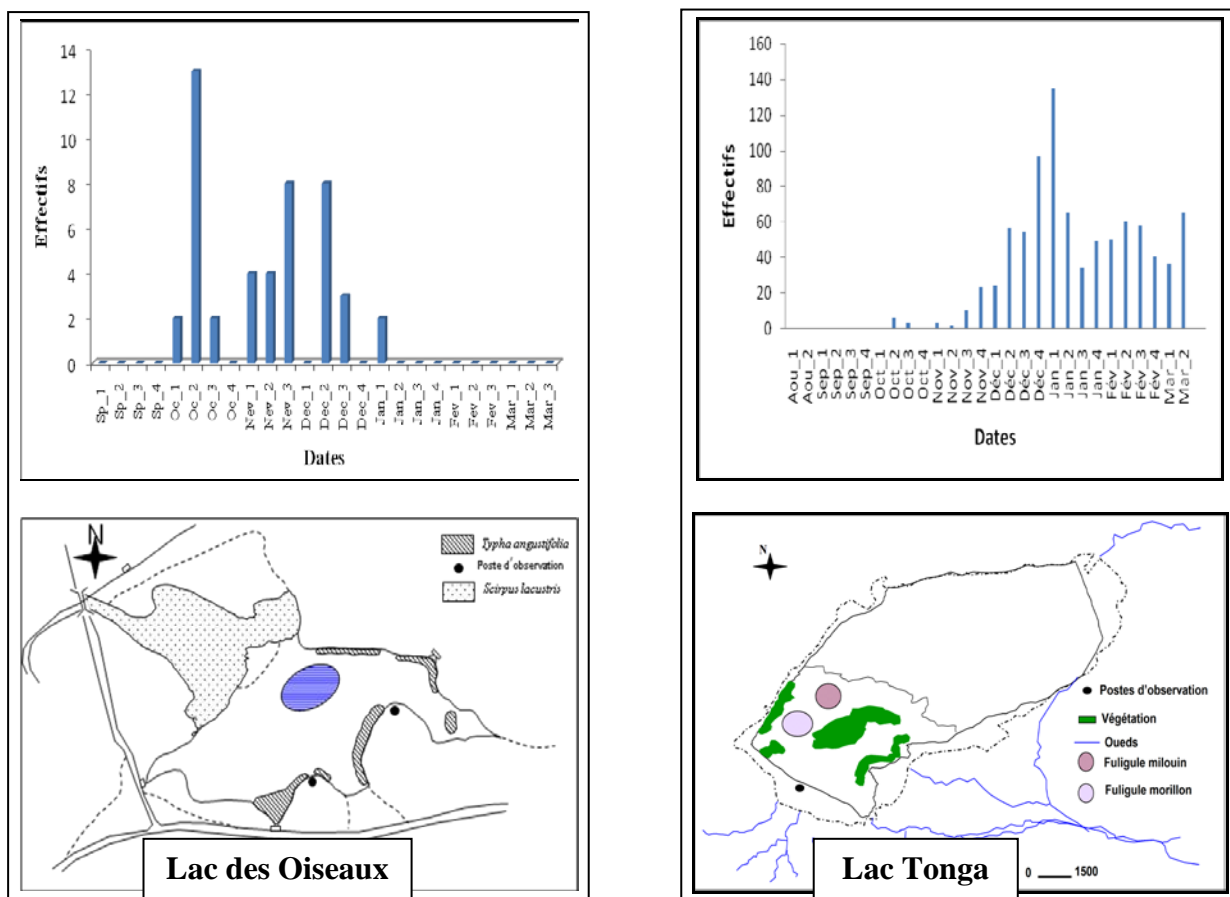 14
12
10
8
6
4
2
0
Effectifs
Sp_1
Sp_2
Sp_3
Sp_4
Oc_1
Oc_2
Oc_3
Oc_4
Nev_1
Nev_2
Nev_3
Dec_1
Dec_2
Dec_3
Dec_4
Jan_1
Jan_2
Jan_3
Jan_4
Fev_1
Fev_2
Fev_3
Mar_1
Mar_2
Mar_3
Dates
N
Typha angustifolia
Poste d'observation
Scirpus lacustris
Lac des Oiseaux
160
140
120
100
80
60
40
20
0
Effectifs
Aou_1
Aou_2
Sep_1
Sep_2
Sep_3
Sep_4
Oct_1
Oct_2
Oct_3
Oct_4
Nov_1
Nov_2
Nov_3
Nov_4
Déc_1
Déc_2
Déc_3
Déc_4
Jan_1
Jan_2
Jan_3
Jan_4
Fév_1
Fév_2
Fév_3
Fév_4
Mar_1
Mar_2
Dates
N
Postes d'observation
Végétation
Oueds
Fuligule milouin
Fuligule morillon
Lac Tonga
0 1500